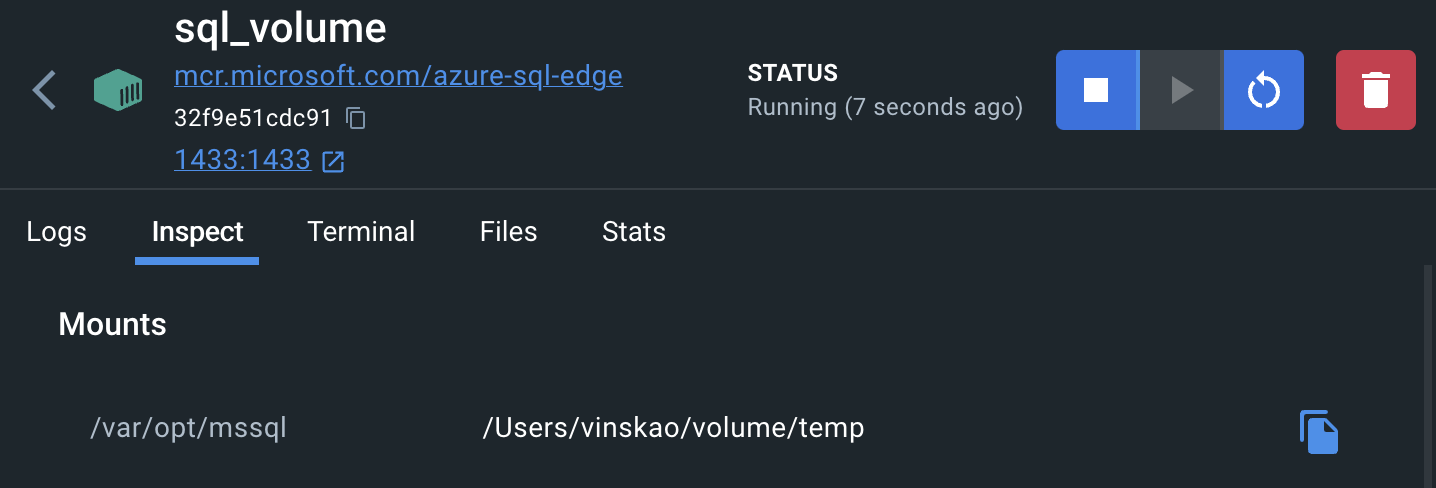 sql_volume
mcr.microsoft.com/azure-sql-edge
32f9e51cdc91
1433:1433
STATUS
Running (7 seconds ago)
Logs Inspect Terminal Files Stats
Mounts
/var/opt/mssql /Users/vinskao/volume/temp